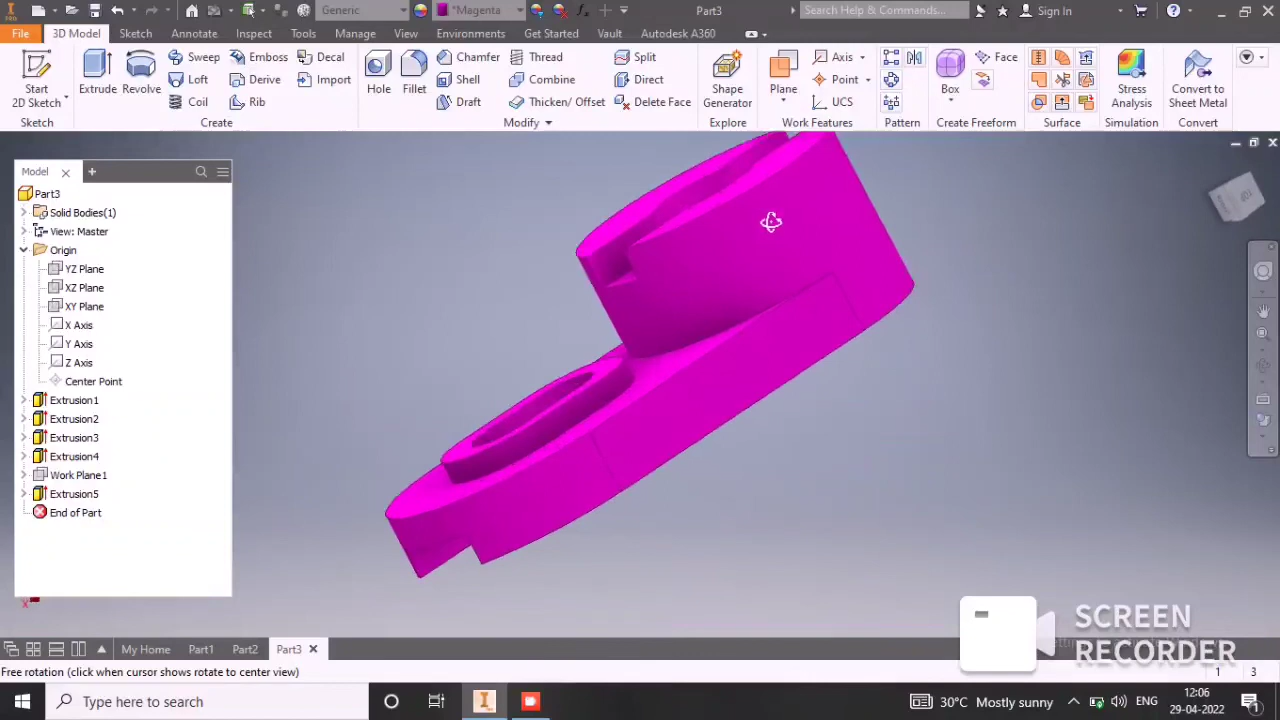 PRO
Generic
*Magenta
Part3
Search Help & Commands...
Sign In
File
3D Model
Sketch
Annotate
Inspect
Tools
Manage
View
Environments
Get Started
Vault
Autodesk A360
Start
2D Sketch
Extrude
Revolve
Sweep
Loft
Coil
Emboss
Derive
Rib
Decal
Import
Hole
Fillet
Chamfer
Shell
Draft
Thread
Combine
Thicken/ Offset
Split
Direct
Delete Face
Shape
Generator
Plane
Axis
Point
UCS
Box
Face
Stress
Analysis
Convert to
Sheet Metal
Sketch
Create
Modify
Explore
Work Features
Pattern
Create Freeform
Surface
Simulation
Convert
Model
Part3
Solid Bodies(1)
View: Master
Origin
YZ Plane
XZ Plane
XY Plane
X Axis
Y Axis
Z Axis
Center Point
Extrusion1
Extrusion2
Extrusion3
Extrusion4
Work Plane1
Extrusion5
End of Part
X
SCREEN
RECORDER
My Home
Part1
Part2
Part3
Free rotation (click when cursor shows rotate to center view)
1
3
Type here to search
30°C Mostly sunny
ENG
12:06
29-04-2022
1